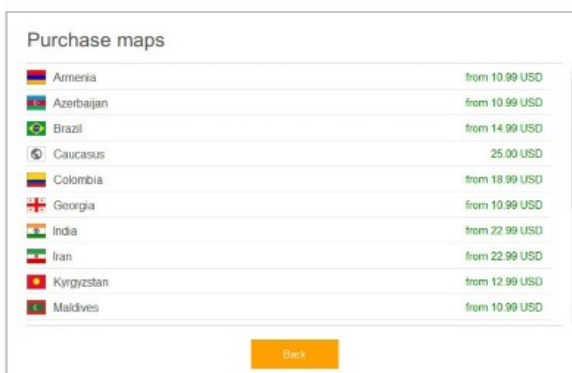 Purchase maps
Armenia from 10.99 USD
Azerbaijan from 10.99 USD
Brazil from 14.99 USD
Caucasus 25.00 USD
Colombia from 18.99 USD
Georgia from 10.99 USD
India from 22.99 USD
Iran from 22.99 USD
Kyrgyzstan from 12.99 USD
Maldives from 10.99 USD
Back